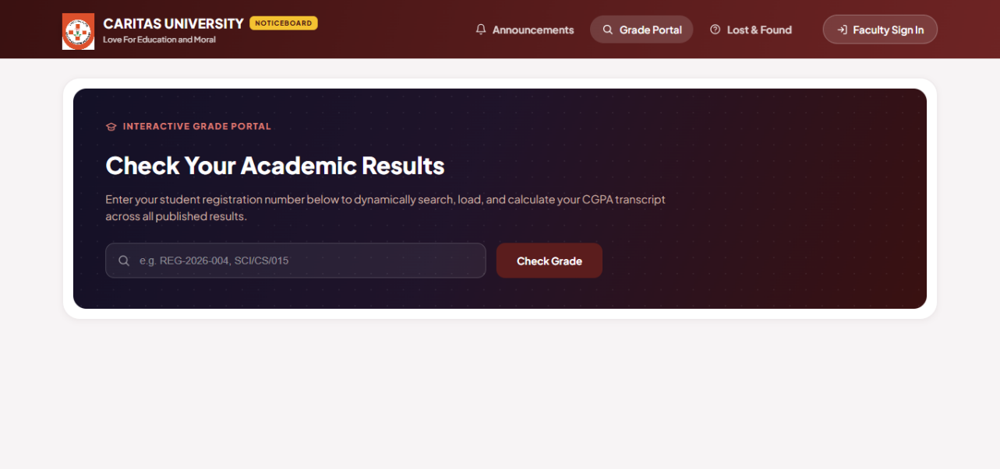 CARITAS UNIVERSITY NOTICEBOARD
Love For Education and Moral
Announcements
Grade Portal
Lost & Found
Faculty Sign In
INTERACTIVE GRADE PORTAL
Check Your Academic Results
Enter your student registration number below to dynamically search, load, and calculate your CGPA transcript
across all published results.
e.g. REG-2026-004, SCI/CS/015
Check Grade